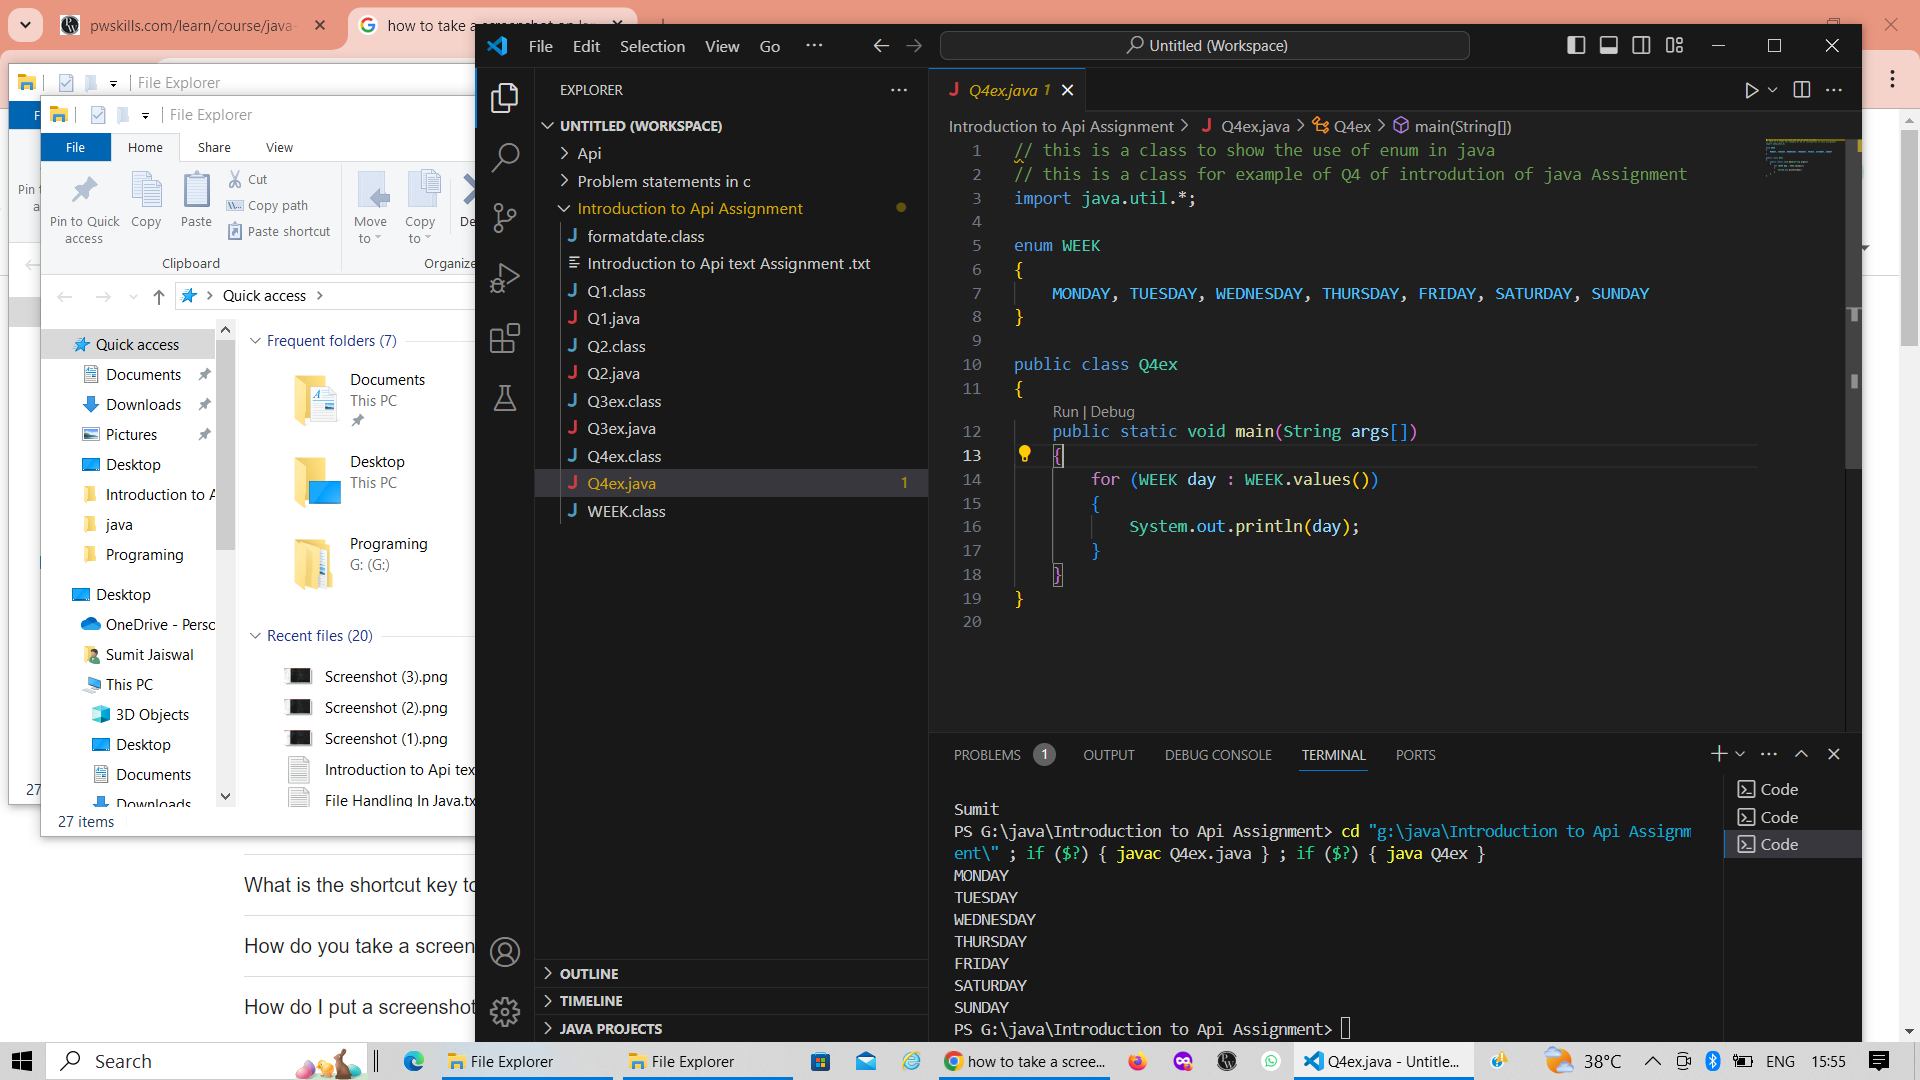 pwskills.com/learn/course/java-
how to take a screenshot on lap
File Explorer
File Explorer
File
Home
Share
View
Pin to Quick access
Copy
Paste
Cut
Copy path
Paste shortcut
Move to
Copy to
De
Clipboard
Organize
Quick access
Quick access
Documents
Downloads
Pictures
Desktop
Introduction to A
java
Programing
Desktop
OneDrive - Perso
Sumit Jaiswal
This PC
3D Objects
Desktop
Documents
Downloads
Frequent folders (7)
Documents
This PC
Desktop
This PC
Programing
G: (G:)
Recent files (20)
Screenshot (3).png
Screenshot (2).png
Screenshot (1).png
Introduction to Api tex
File Handling In Java.tx
27
27 items
What is the shortcut key to
How do you take a screen
How do I put a screenshot
File
Edit
Selection
View
Go
Untitled (Workspace)
EXPLORER
UNTITLED (WORKSPACE)
Api
Problem statements in c
Introduction to Api Assignment
formatdate.class
Introduction to Api text Assignment .txt
Q1.class
Q1.java
Q2.class
Q2.java
Q3ex.class
Q3ex.java
Q4ex.class
Q4ex.java 1
WEEK.class
OUTLINE
TIMELINE
JAVA PROJECTS
Q4ex.java 1
Introduction to Api Assignment > Q4ex.java > Q4ex > main(String[])
1 // this is a class to show the use of enum in java
2 // this is a class for example of Q4 of introdution of java Assignment
3 import java.util.*;
4
5 enum WEEK
6 {
7 MONDAY, TUESDAY, WEDNESDAY, THURSDAY, FRIDAY, SATURDAY, SUNDAY
8 }
9
10 public class Q4ex
11 {
Run | Debug
12 public static void main(String args[])
13 {
14 for (WEEK day : WEEK.values())
15 {
16 System.out.println(day);
17 }
18 }
19 }
20
PROBLEMS 1
OUTPUT
DEBUG CONSOLE
TERMINAL
PORTS
Sumit
PS G:\java\Introduction to Api Assignment> cd "g:\java\Introduction to Api Assignm
ent\" ; if ($?) { javac Q4ex.java } ; if ($?) { java Q4ex }
MONDAY
TUESDAY
WEDNESDAY
THURSDAY
FRIDAY
SATURDAY
SUNDAY
PS G:\java\Introduction to Api Assignment>
Code
Code
Code
Search
File Explorer
File Explorer
how to take a scree...
Q4ex.java - Untitle...
38°C
ENG
15:55